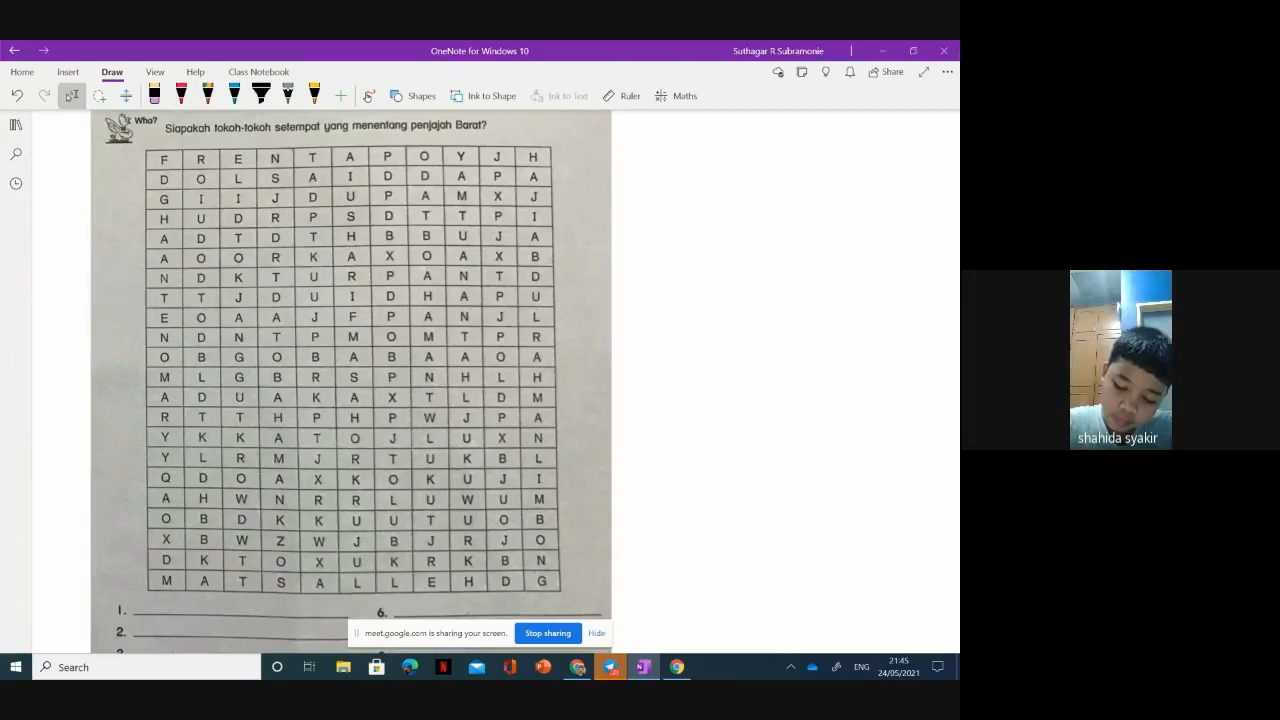 OneNote for Windows 10
Suthagar R Subramonie
Home Insert Draw View Help Class Notebook
Share
Shapes Ink to Shape Ink to Text Ruler Maths
Who? Siapakah tokoh-tokoh setempat yang menentang penjajah Barat?
F R E N T A P O Y J H
D O L S A I D D A P A
G I I J D U P A M X J
H U D R P S D T T P I
A D T D T H B B U J A
A O O R K A X O A X B
N D K T U R P A N T D
T T J D U I D H A P U
E O A A J F P A N J L
N D N T P M O M T P R
O B G O B A B A A O A
M L G B R S P N H L H
A D U A K A X T L D M
R T T H P H P W J P A
Y K K A T O J L U X N
Y L R M J R T U K B L
Q D O A X K O K U J I
A H W N R R L U W U M
O B D K K U U T U O B
X B W Z W J B J R J O
D K T O X U K R K B N
M A T S A L L E H D G
1. 6.
2.
meet.google.com is sharing your screen. Stop sharing Hide
Search
ENG
21:45
24/05/2021
shahida syakir